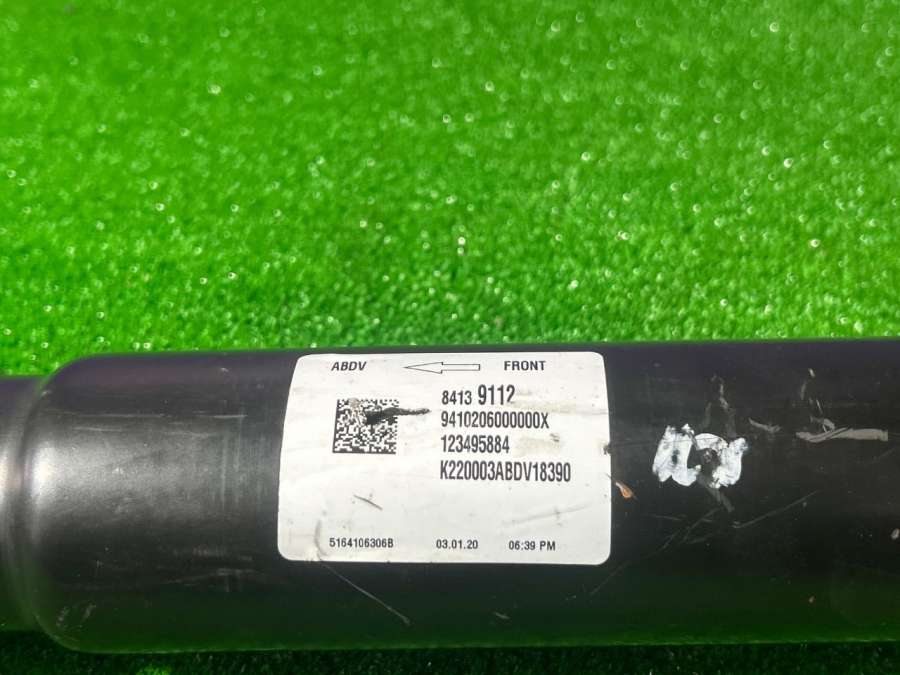 ABDV FRONT
8413 9112
9410206000000X
123495884
K220003ABDV18390
5164106306B 03.01.20 06:39 PM